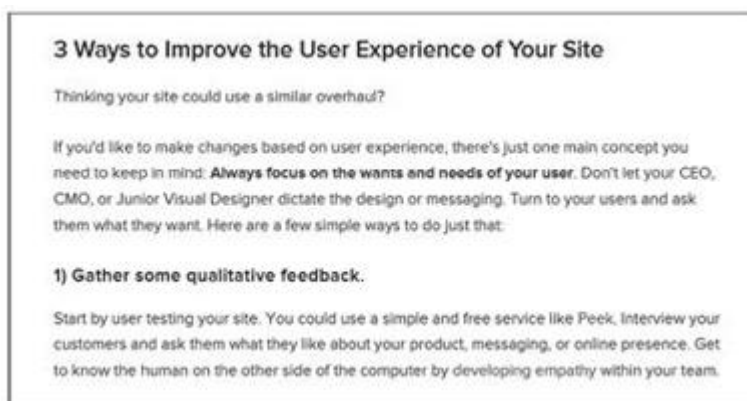 3 Ways to Improve the User Experience of Your Site
Thinking your site could use a similar overhaul?
If you'd like to make changes based on user experience, there's just one main concept you
need to keep in mind: Always focus on the wants and needs of your user. Don't let your CEO,
CMO, or Junior Visual Designer dictate the design or messaging. Turn to your users and ask
them what they want. Here are a few simple ways to do just that:
1) Gather some qualitative feedback.
Start by user testing your site. You could use a simple and free service like Peek. Interview your
customers and ask them what they like about your product, messaging, or online presence. Get
to know the human on the other side of the computer by developing empathy within your team.